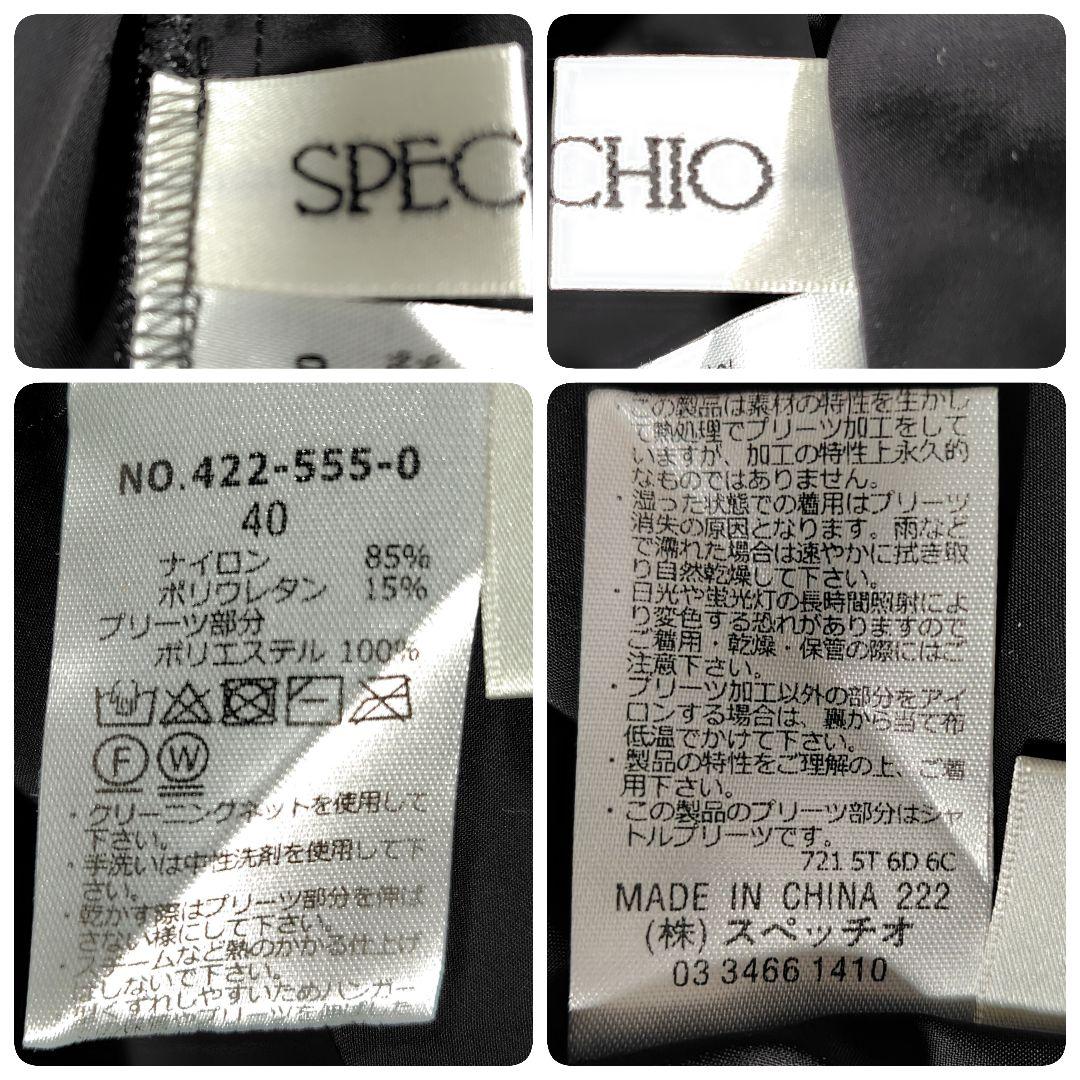 SPEC
CHIO
NO.422-555-0
40
ナイロン 85%
ポリウレタン 15%
プリーツ部分
ポリエステル 100%
F W
・クリーニングネットを使用して
下さい。
・手洗いは中性洗剤を使用して下
さい。
・乾かす際はプリーツ部分を伸ば
さない様にして下さい。
・スチームなど熱のかかる仕上げ
はしないで下さい。
くずれしやすいためハンガー
この製品は素材の特性を生かし
て熱処理でプリーツ加工をして
いますが、加工の特性上永久的
なものではありません。
・湿った状態での着用はプリーツ
消失の原因となります。雨など
で濡れた場合は速やかに拭き取
り自然乾燥して下さい。
・日光や蛍光灯の長時間照射によ
り変色する恐れがありますので
ご着用・乾燥・保管の際にはご
注意下さい。
・プリーツ加工以外の部分をアイ
ロンする場合は、裏から当て布
低温でかけて下さい。
・製品の特性をご理解の上、ご着
用下さい。
・この製品のプリーツ部分はシャ
トルプリーツです。
721 5T 6D 6C
MADE IN CHINA 222
(株) スペッチオ
03 3466 1410